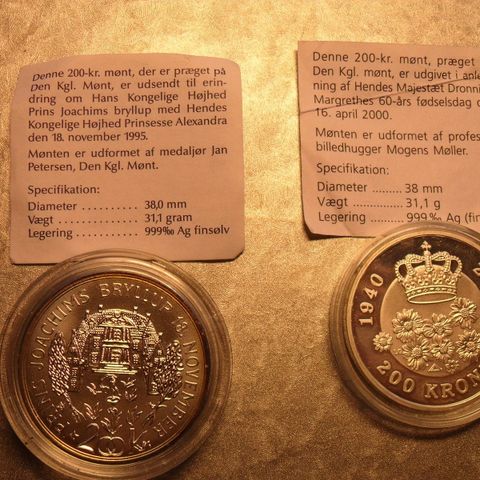 Denne 200-kr. mønt, der er præget på
Den Kgl. Mønt, er udsendt til erin-
dring om Hans Kongelige Højhed
Prins Joachims bryllup med Hendes
Kongelige Højhed Prinsesse Alexandra
den 18. november 1995.
Mønten er udformet af medaljør Jan
Petersen, Den Kgl. Mønt.
Specifikation:
Diameter .......... 38,0 mm
Vægt .......... 31,1 gram
Legering .......... 999‰ Ag finsølv
Denne 200-kr. mønt, præget
Den Kgl. mønt, er udgivet i anle
ning af Hendes Majestæt Dronni
Margrethes 60-års fødselsdag
16. april 2000.
Mønten er udformet af profes
billedhugger Mogens Møller.
Specifikation:
Diameter ......... 38 mm
Vægt ............... 31,1 g
Legering ......... 999‰ Ag fins
PRINS JOACHIMS BRYLLUP 18. NOVEMBER
200
1940
200 KRON